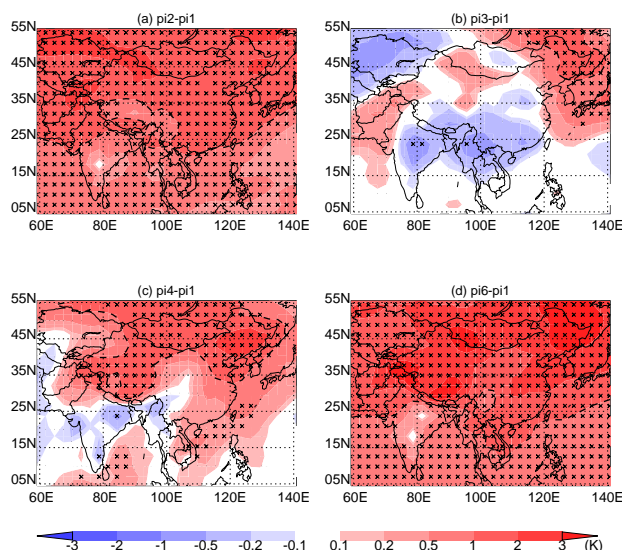 (a) pi2-pi1 (b) pi3-pi1
55N 55N
45N 45N
35N 35N
25N 25N
15N 15N
05N 05N
60E 80E 100E 120E 140E 60E 80E 100E 120E 140E
(c) pi4-pi1 (d) pi6-pi1
55N 55N
45N 45N
35N 35N
25N 25N
15N 15N
05N 05N
60E 80E 100E 120E 140E 60E 80E 100E 120E 140E
-3 -2 -1 -0.5 -0.2 -0.1 0.1 0.2 0.5 1 2 3 (K)